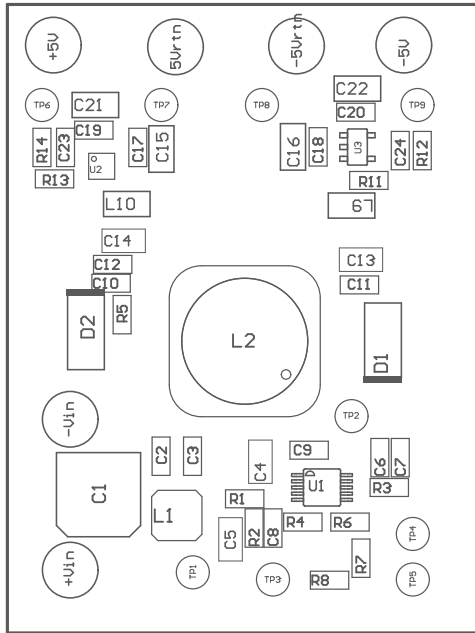 +5V
5Vrtn
-5Vrtn
-5V
TP6
C21
TP7
TP8
C22
TP9
C20
R14
C23
C19
C17
C15
C16
C18
U3
C24
R12
U2
R13
R11
L10
L9
C14
C13
C12
C10
C11
D2
R5
L2
D1
-Vin
TP2
C2
C3
C4
C9
C6
C7
C1
U1
R3
R1
L1
C5
R2
C8
R4
R6
TP4
+Vin
TP1
TP3
R8
R7
TP5